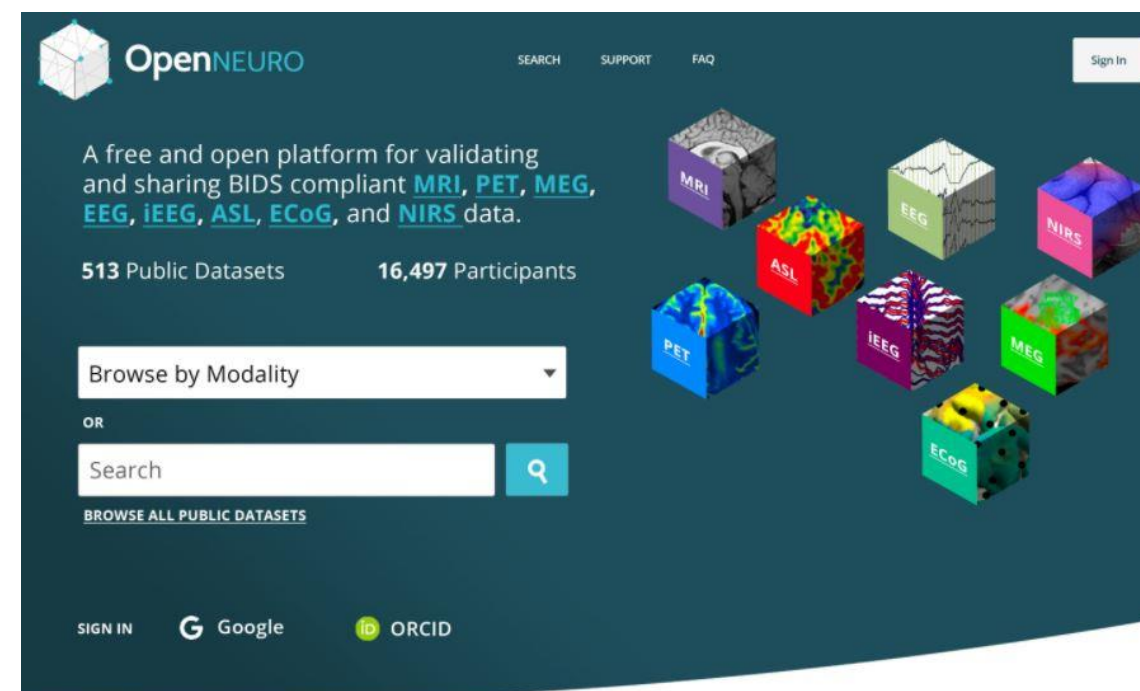 OpenNEURO
SEARCH SUPPORT FAQ
Sign In
A free and open platform for validating
and sharing BIDS compliant MRI, PET, MEG,
EEG, iEEG, ASL, ECoG, and NIRS data.
513 Public Datasets 16,497 Participants
Browse by Modality
OR
Search
BROWSE ALL PUBLIC DATASETS
SIGN IN G Google iD ORCID
MRI
EEG
NIRS
ASL
PET
iEEG
MEG
ECoG